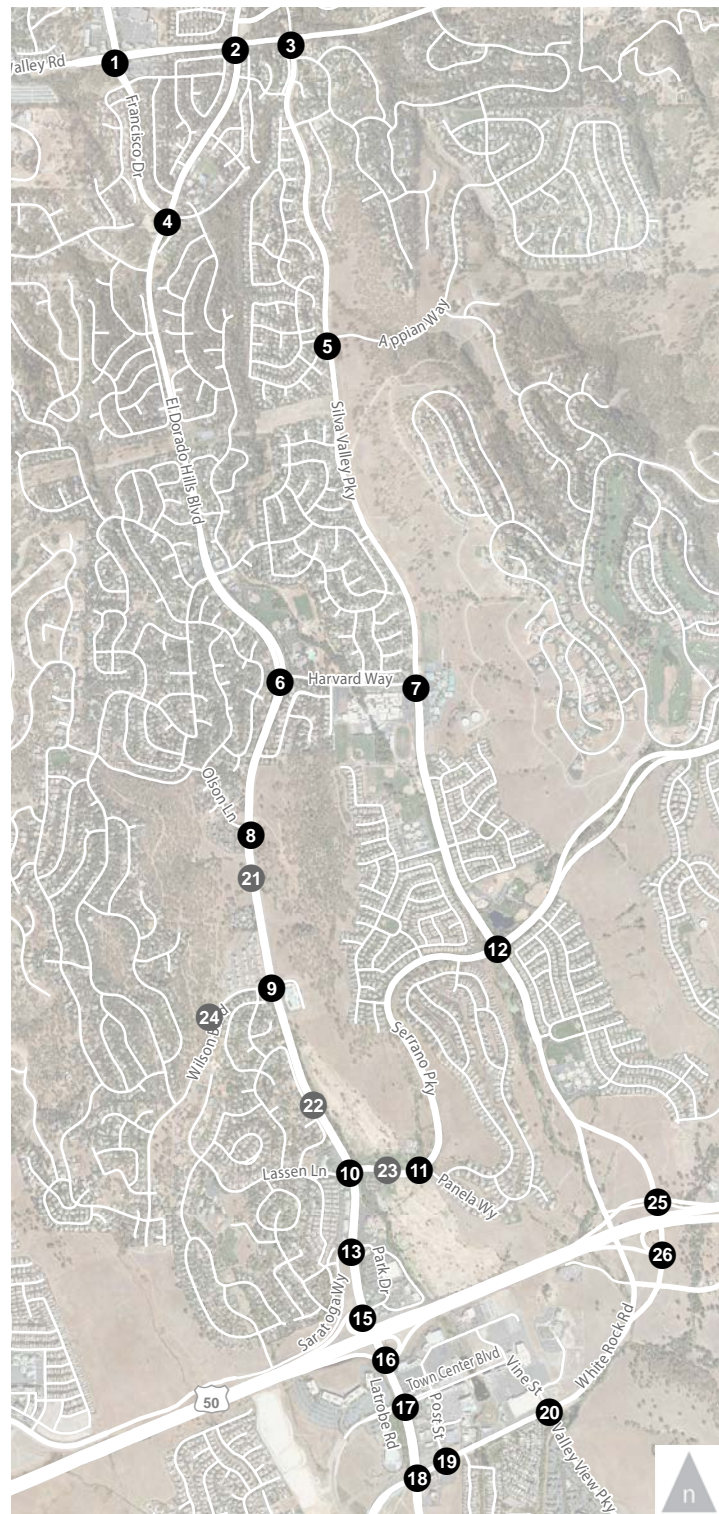 1
2
3
alley Rd
Francisco Dr
4
Appian Way
5
El Dorado Hills Blvd
Silva Valley Pky
6
Harvard Way
7
Olson Ln
8
21
12
9
24
Wilson B
Serrano Pky
22
Lassen Ln
10
23
11
Panela Wy
25
13
Park Dr
26
Saratoga Wy
15
White Rock Rd
16
Town Center Blvd
Vine St
50
Latrobe Rd
17
Post St
20
Valley View Pky
19
18
n